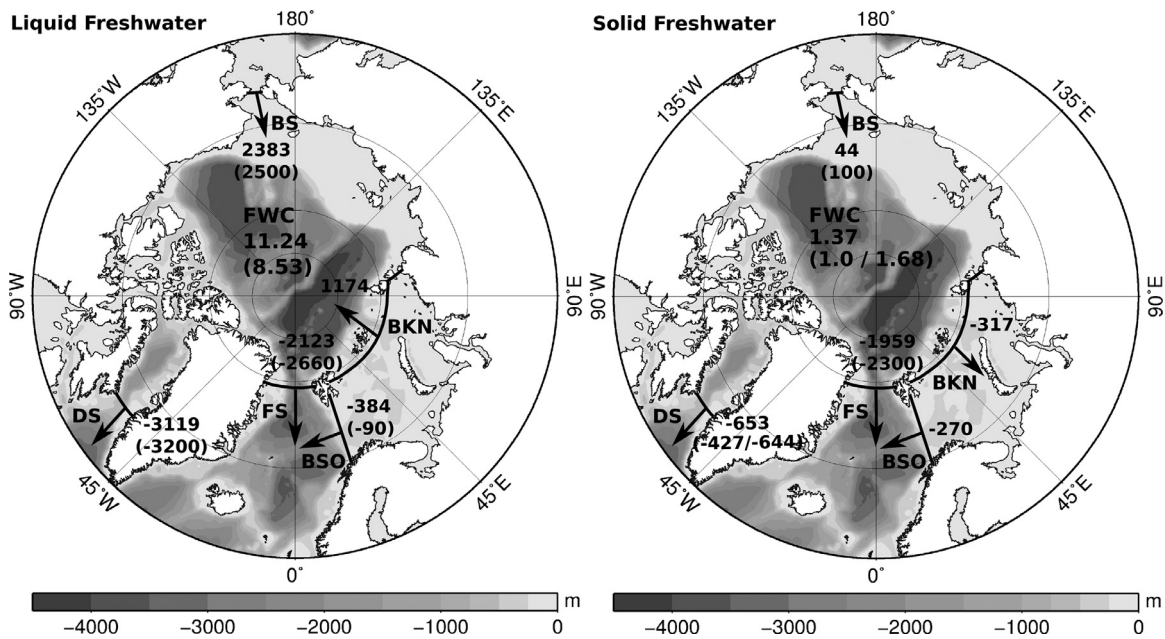 Liquid Freshwater
180˚
135˚W
135˚E
BS
2383
(2500)
FWC
11.24
(8.53)
90˚W
1174
90˚E
BKN
-2123
(-2660)
FS
-384
(-90)
DS
-3119
(-3200)
BSO
45˚W
45˚E
0˚
m
−4000
−3000
−2000
−1000
0
Solid Freshwater
180˚
135˚W
135˚E
BS
44
(100)
FWC
1.37
(1.0 / 1.68)
90˚W
90˚E
-317
-1959
(-2300)
BKN
FS
DS
-653
(-427/-644)
-270
BSO
45˚W
45˚E
0˚
m
−4000
−3000
−2000
−1000
0